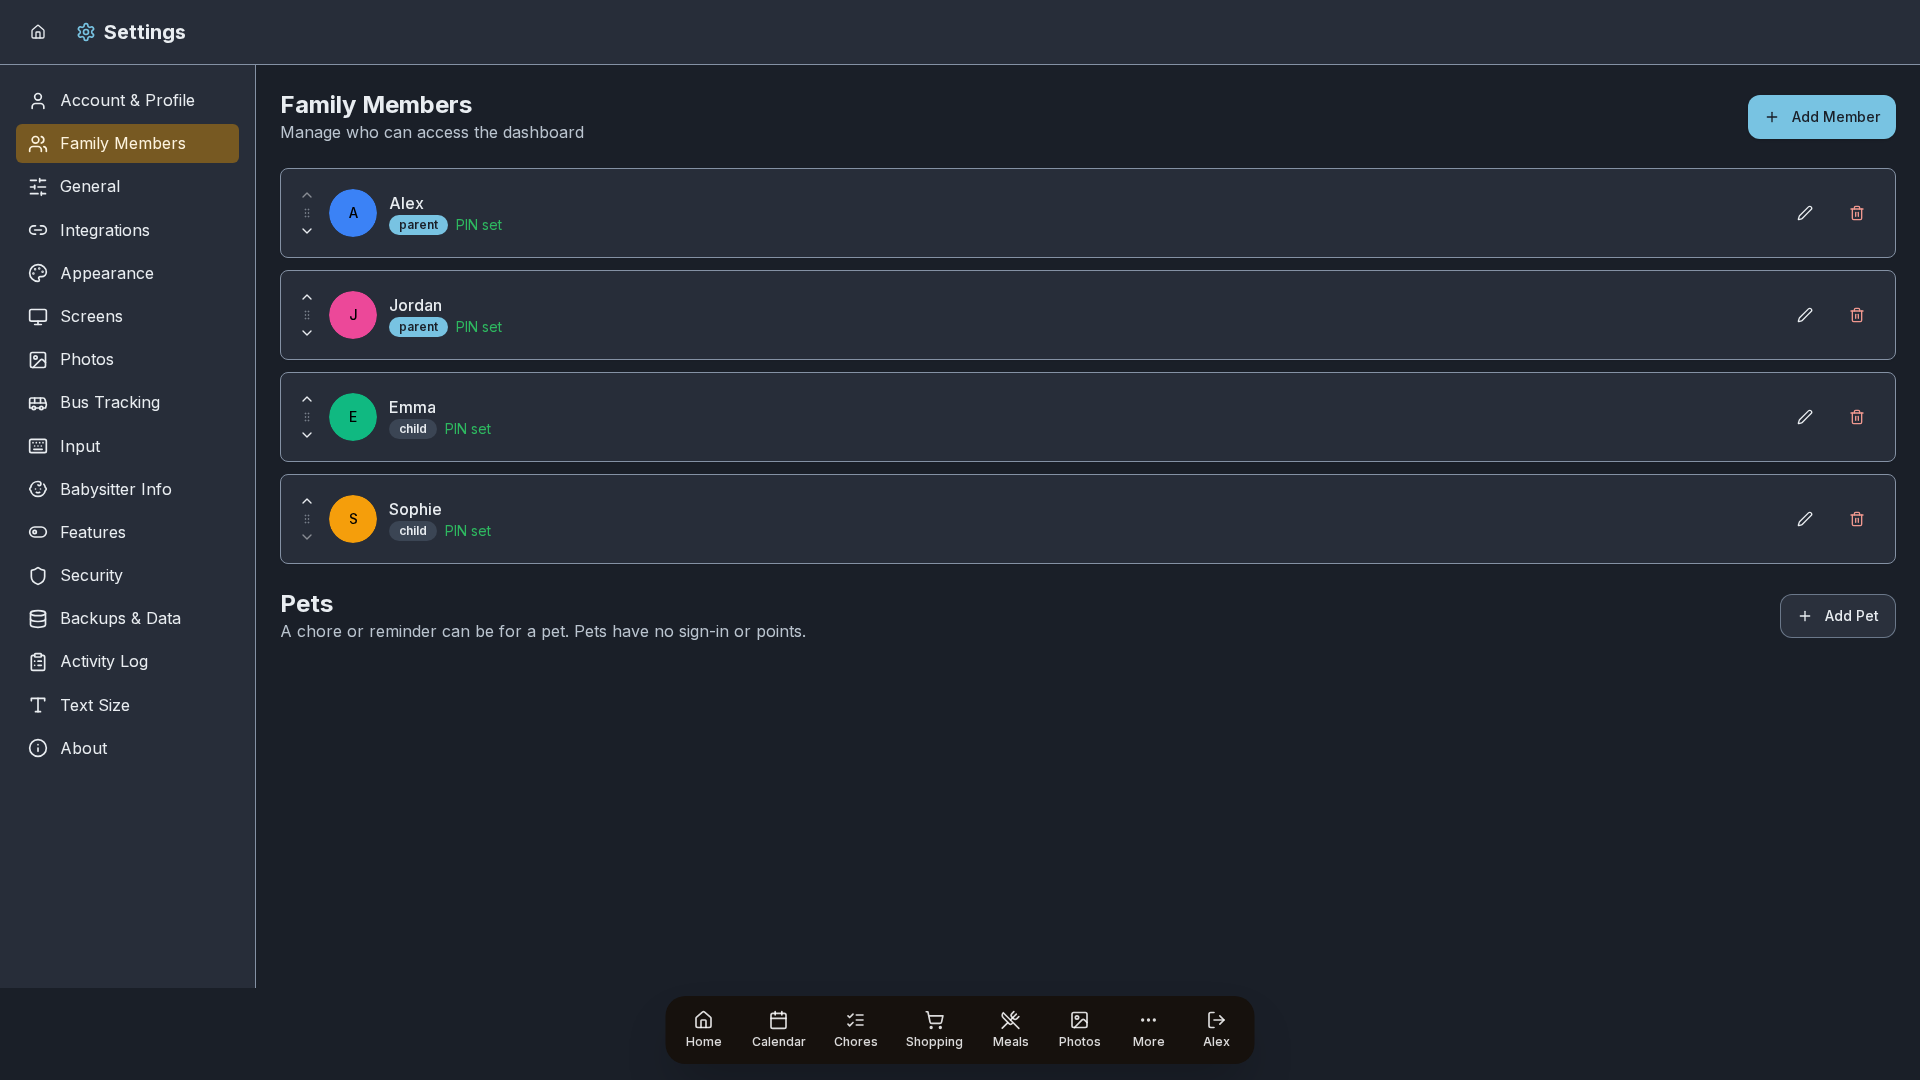 Settings
Account & Profile
Family Members
General
Integrations
Appearance
Screens
Photos
Bus Tracking
Input
Babysitter Info
Features
Security
Backups & Data
Activity Log
Text Size
About
Family Members
Manage who can access the dashboard
Add Member
A
Alex
parent PIN set
J
Jordan
parent PIN set
E
Emma
child PIN set
S
Sophie
child PIN set
Pets
A chore or reminder can be for a pet. Pets have no sign-in or points.
Add Pet
Home Calendar Chores Shopping Meals Photos More Alex